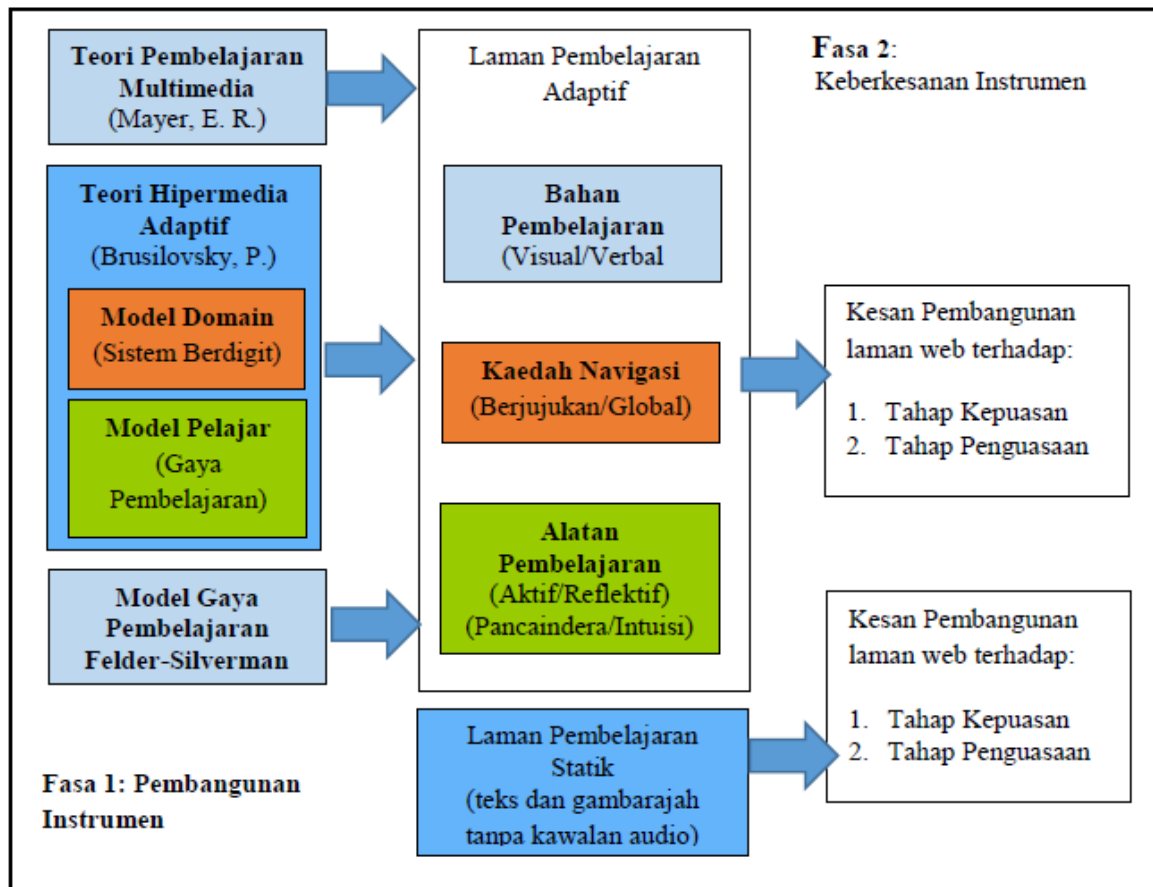 Teori Pembelajaran
Multimedia
(Mayer, E. R.)
Teori Hipermedia
Adaptif
(Brusilovsky, P.)
Model Domain
(Sistem Berdigit)
Model Pelajar
(Gaya
Pembelajaran)
Model Gaya
Pembelajaran
Felder-Silverman
Fasa 1: Pembangunan
Instrumen
Laman Pembelajaran
Adaptif
Bahan
Pembelajaran
(Visual/Verbal
Kaedah Navigasi
(Berjujukan/Global)
Alatan
Pembelajaran
(Aktif/Reflektif)
(Pancaindera/Intuisi)
Laman Pembelajaran
Statik
(teks dan gambarajah
tanpa kawalan audio)
Fasa 2:
Keberkesanan Instrumen
Kesan Pembangunan
laman web terhadap:
1. Tahap Kepuasan
2. Tahap Penguasaan
Kesan Pembangunan
laman web terhadap:
1. Tahap Kepuasan
2. Tahap Penguasaan